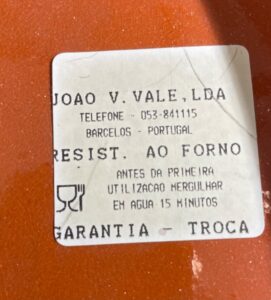 JOAO V. VALE, LDA
TELEFONE - 053-841115
BARCELOS - PORTUGAL
RESIST. AO FORNO
ANTES DA PRIMEIRA
UTILIZACAO MERGULHAR
EM AGUA 15 MINUTOS
GARANTIA - TROCA